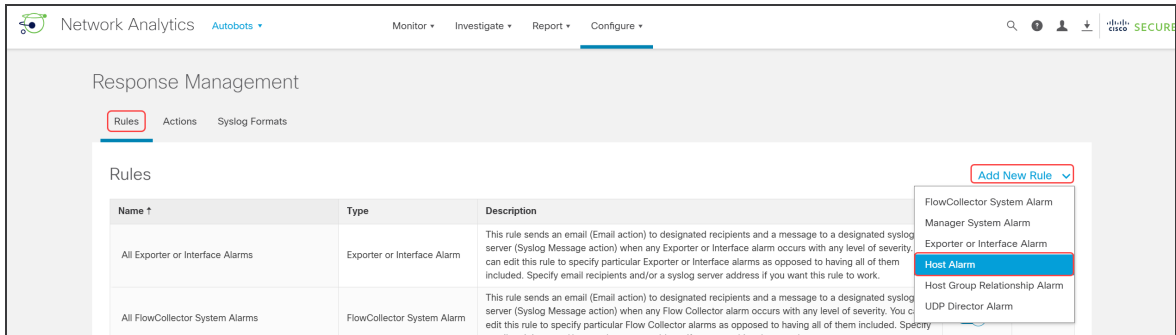 Network Analytics Autobots Monitor Investigate Report Configure cisco SECURE
Response Management
Rules Actions Syslog Formats
Rules Add New Rule
Name ↑ Type Description
FlowCollector System Alarm
Manager System Alarm
Exporter or Interface Alarm
Host Alarm
Host Group Relationship Alarm
UDP Director Alarm
All Exporter or Interface Alarms
Exporter or Interface Alarm
This rule sends an email (Email action) to designated recipients and a message to a designated syslog
server (Syslog Message action) when any Exporter or Interface alarm occurs with any level of severity.
can edit this rule to specify particular Exporter or Interface alarms as opposed to having all of them
included. Specify email recipients and/or a syslog server address if you want this rule to work.
All FlowCollector System Alarms
FlowCollector System Alarm
This rule sends an email (Email action) to designated recipients and a message to a designated syslog
server (Syslog Message action) when any Flow Collector alarm occurs with any level of severity. You
edit this rule to specify particular Flow Collector alarms as opposed to having all of them included. Specify